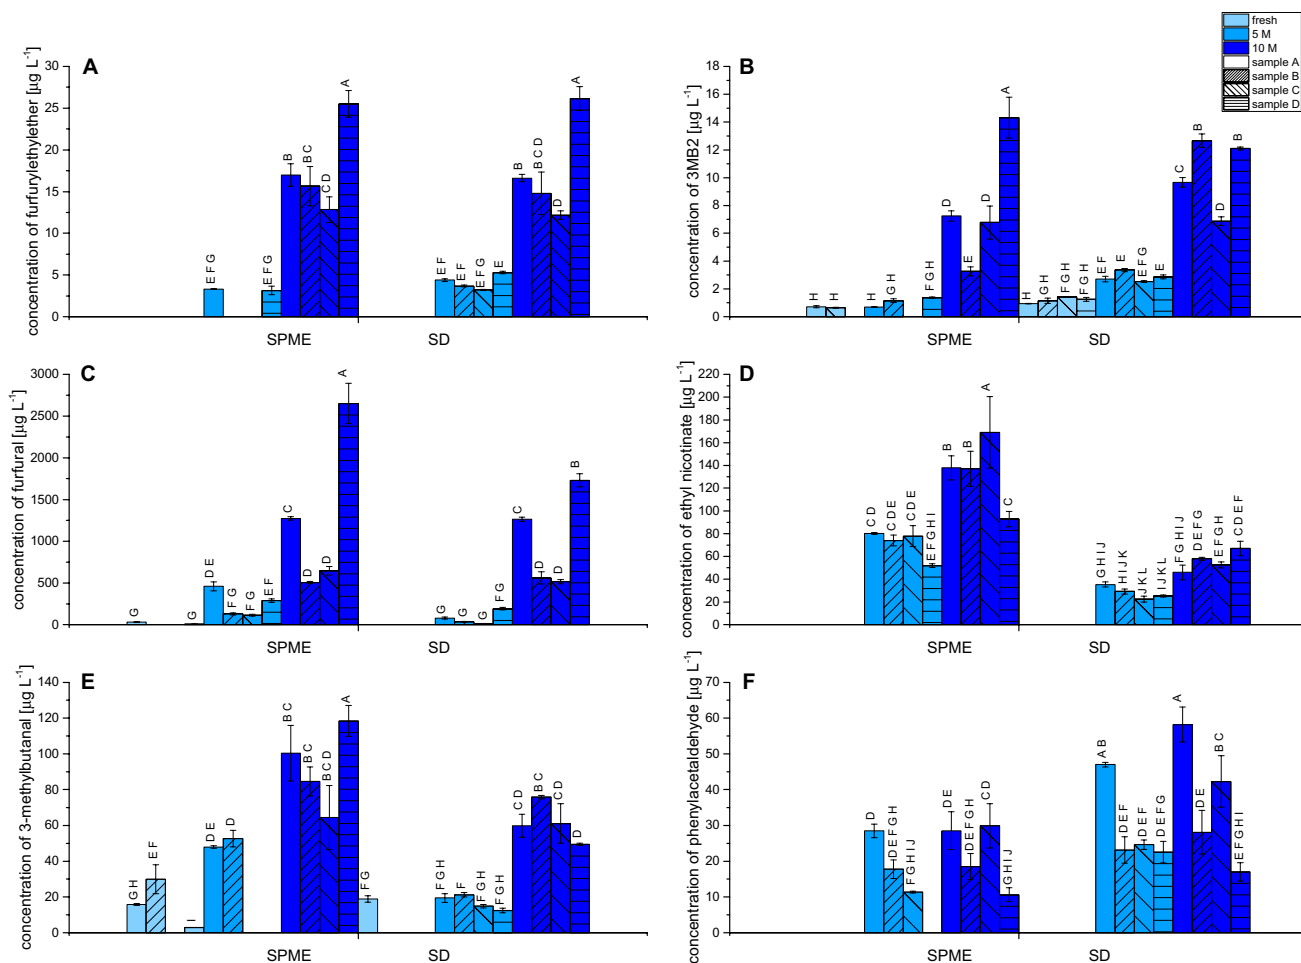 fresh
5 M
10 M
sample A
sample B
sample C
sample D
A
concentration of furfurylethylether [µg L-1]
30
25
20
15
10
5
0
E F G
E F G
B
B C
C D
A
E F
E F
E F G
E
B
B C D
D
A
SPME
SD
B
concentration of 3MB2 [µg L-1]
18
16
14
12
10
8
6
4
2
0
H
H
H
G H
F G H
D
E
D
A
H
G H
F G H
F G H
E F
E
E F G
E
C
B
D
B
SPME
SD
C
concentration of furfural [µg L-1]
3000
2500
2000
1500
1000
500
0
G
G
D E
F G
F G
E F
C
D
D
A
G
G
G
F G
C
D
D
B
SPME
SD
D
concentration of ethyl nicotinate [µg L-1]
220
200
180
160
140
120
100
80
60
40
20
0
C D
C D E
C D E
E F G H I
B
B
A
C
G H I J
H I J K
J K L
I J K L
F G H I J
D E F G
E F G H
C D E F
SPME
SD
E
concentration of 3-methylbutanal [µg L-1]
140
120
100
80
60
40
20
0
G H
E F
I
D E
D
B C
B C
B C D
A
F G
F G H
F
F G H
F G H
C D
B C
C D
D
SPME
SD
F
concentration of phenylacetaldehyde [µg L-1]
70
60
50
40
30
20
10
0
D
D E F G H
F G H I J
D E
D E F G H
C D
G H I J
A B
D E F
D E F
D E F G
A
D E
B C
E F G H I
SPME
SD